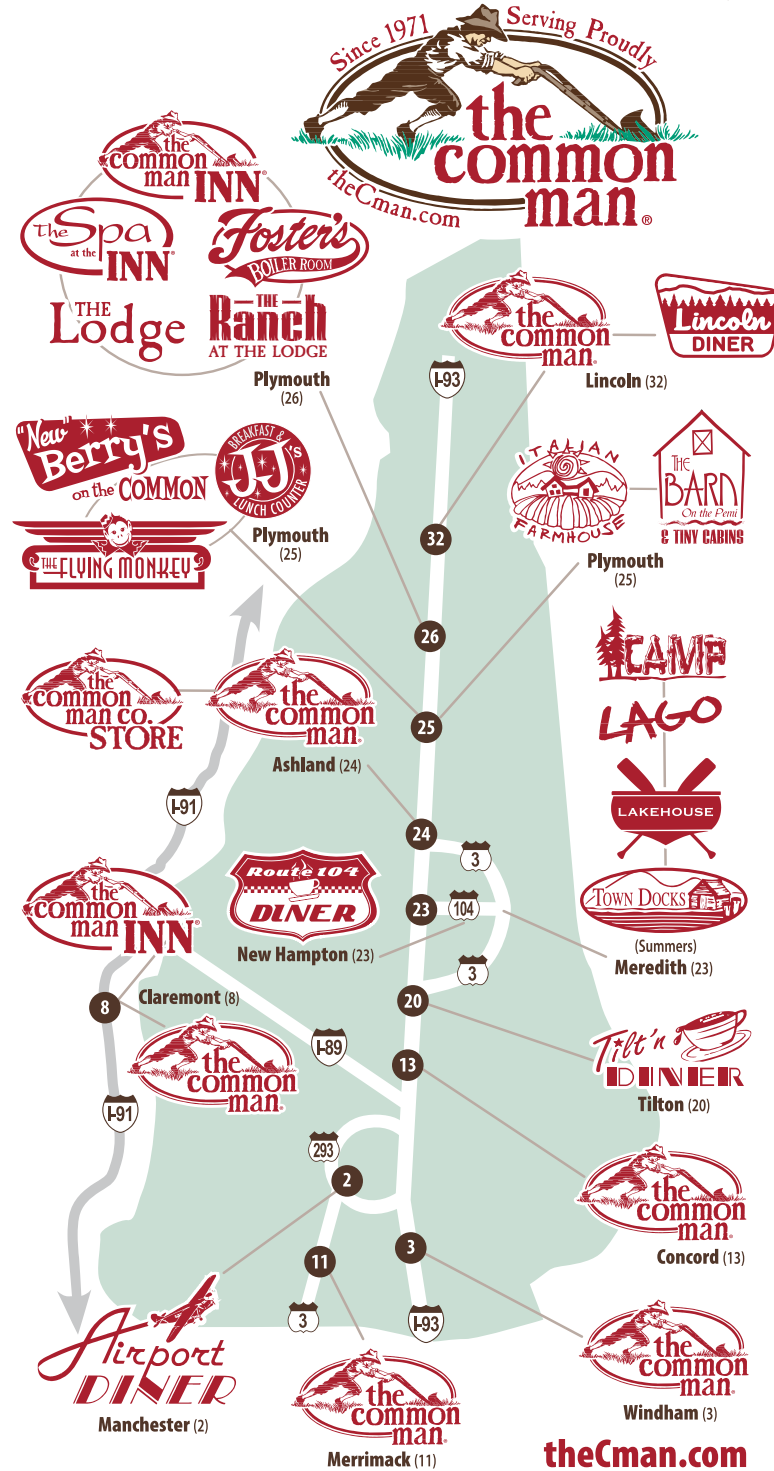 Since 1971
Serving Proudly
the
common
man®
theCman.com
the
common
man INN®
The Spa
at the INN®
Foster's
BOILER ROOM
THE
Lodge
THE
Ranch
AT THE LODGE
Plymouth
(26)
the
common
man®
Lincoln
DINER
Lincoln (32)
I-93
"New"
Berry's
on the COMMON
BREAKFAST &
JJ's
LUNCH COUNTER
THE FLYING MONKEY
Plymouth
(25)
ITALIAN
FARMHOUSE
THE
BARN
On the Pemi
& TINY CABINS
Plymouth
(25)
32
26
25
the
common
man co.
STORE
the
common
man®
Ashland (24)
CAMP
LAGO
LAKEHOUSE
TOWN DOCKS
(Summers)
Meredith (23)
I-91
24
3
23
104
3
Route 104
DINER
New Hampton (23)
the
common
man INN®
Claremont (8)
8
the
common
man®
20
13
I-89
Tilt'n
DINER
Tilton (20)
I-91
293
2
the
common
man®
Concord (13)
3
11
3
I-93
Airport
DINER
Manchester (2)
the
common
man®
Merrimack (11)
the
common
man®
Windham (3)
theCman.com